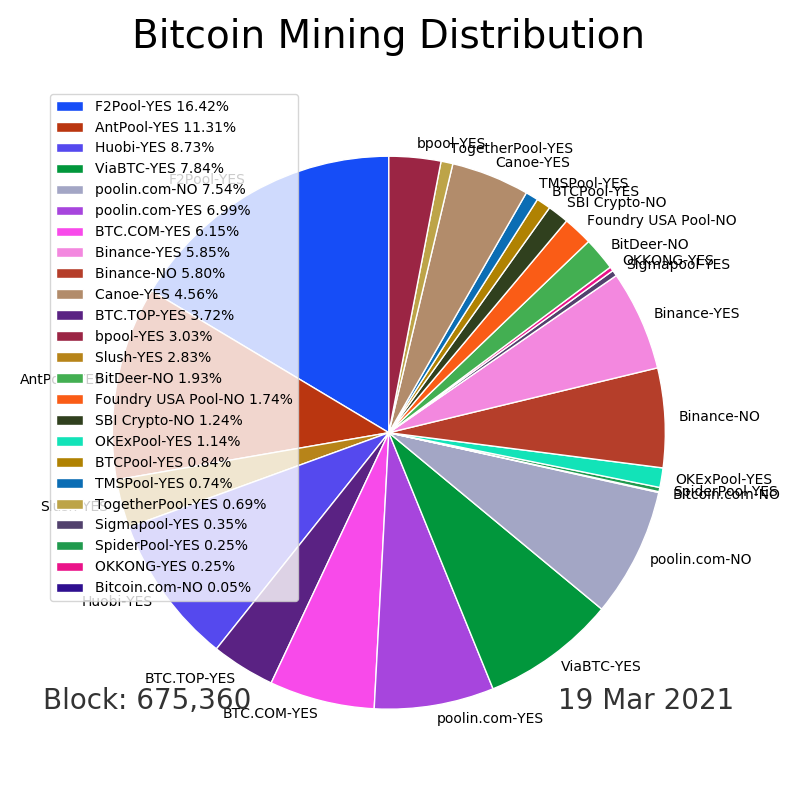 Bitcoin Mining Distribution
F2Pool-YES 16.42%
AntPool-YES 11.31%
Huobi-YES 8.73%
ViaBTC-YES 7.84%
poolin.com-NO 7.54%
poolin.com-YES 6.99%
BTC.COM-YES 6.15%
Binance-YES 5.85%
Binance-NO 5.80%
Canoe-YES 4.56%
BTC.TOP-YES 3.72%
bpool-YES 3.03%
Slush-YES 2.83%
BitDeer-NO 1.93%
Foundry USA Pool-NO 1.74%
SBI Crypto-NO 1.24%
OKExPool-YES 1.14%
BTCPool-YES 0.84%
TMSPool-YES 0.74%
TogetherPool-YES 0.69%
Sigmapool-YES 0.35%
SpiderPool-YES 0.25%
OKKONG-YES 0.25%
Bitcoin.com-NO 0.05%
bpool-YES
TogetherPool-YES
Canoe-YES
TMSPool-YES
BTCPool-YES
SBI Crypto-NO
Foundry USA Pool-NO
BitDeer-NO
OKKONG-YES
Sigmapool-YES
Binance-YES
Binance-NO
OKExPool-YES
SpiderPool-YES
Bitcoin.com-NO
poolin.com-NO
ViaBTC-YES
poolin.com-YES
BTC.COM-YES
BTC.TOP-YES
Huobi-YES
Slush-YES
AntPool-YES
F2Pool-YES
Block: 675,360
19 Mar 2021